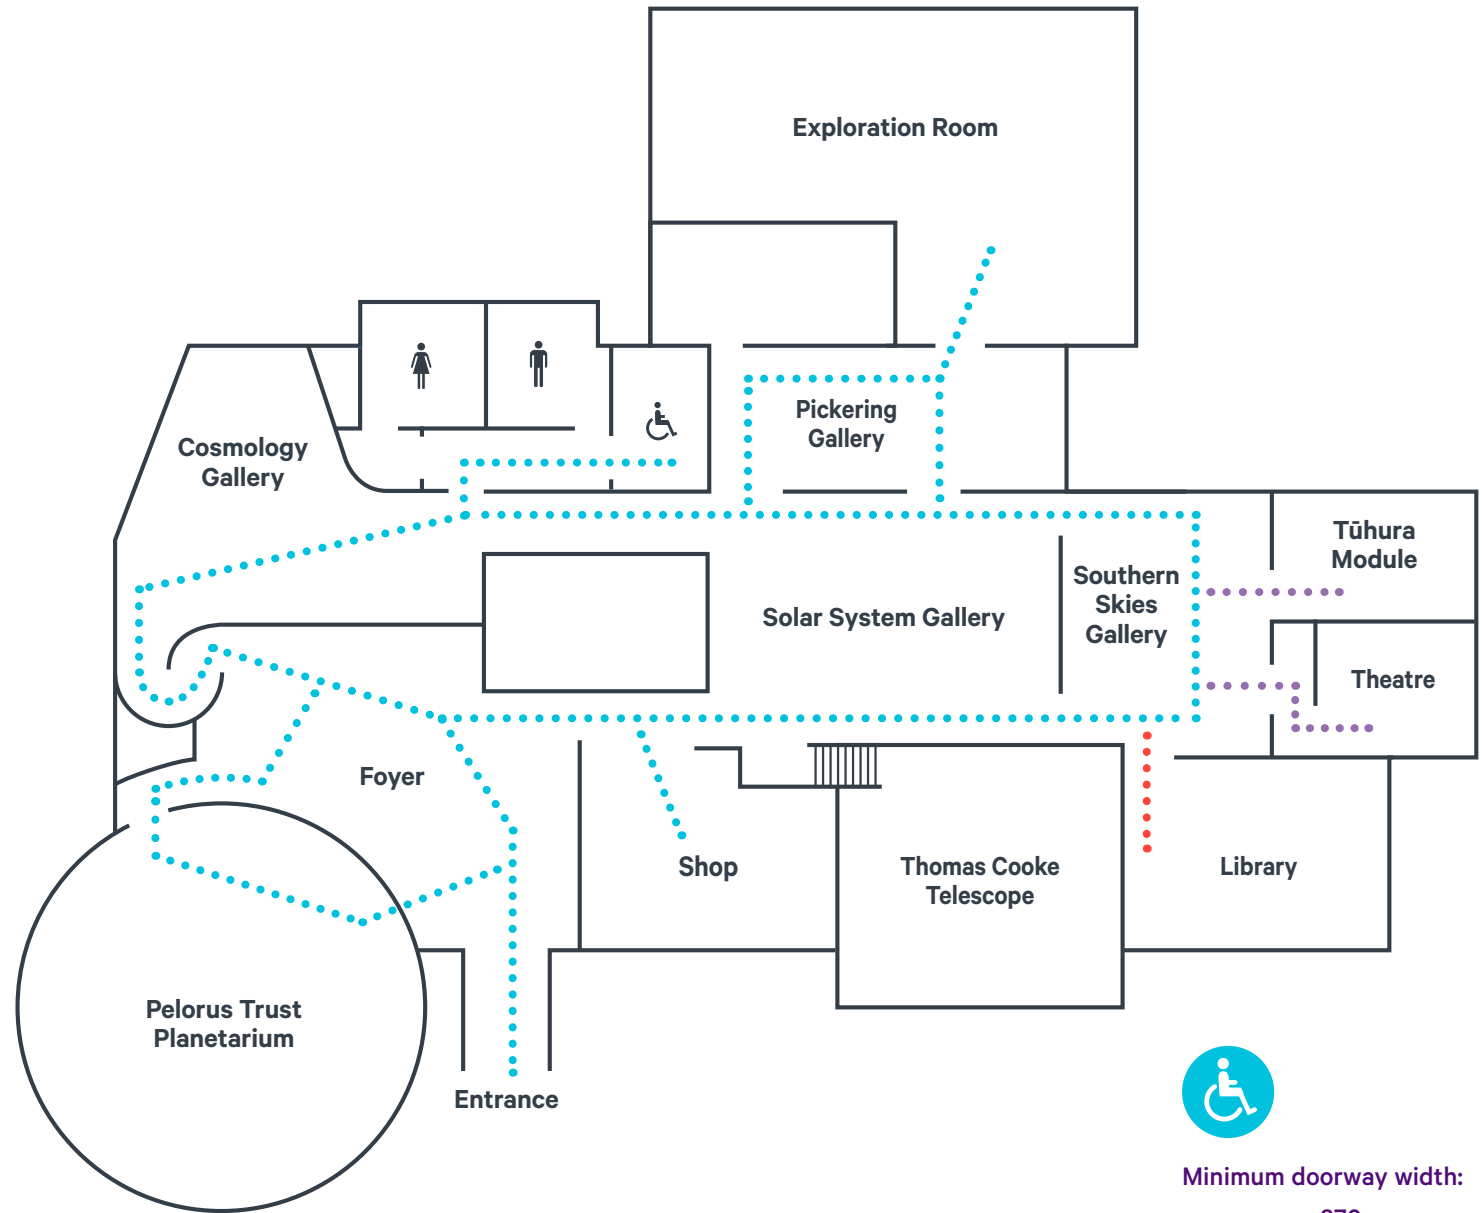 Exploration Room
Pickering
Gallery
Cosmology
Gallery
Tūhura
Module
Southern
Skies
Gallery
Solar System Gallery
Theatre
Foyer
Shop
Thomas Cooke
Telescope
Library
Pelorus Trust
Planetarium
Entrance
Minimum doorway width: